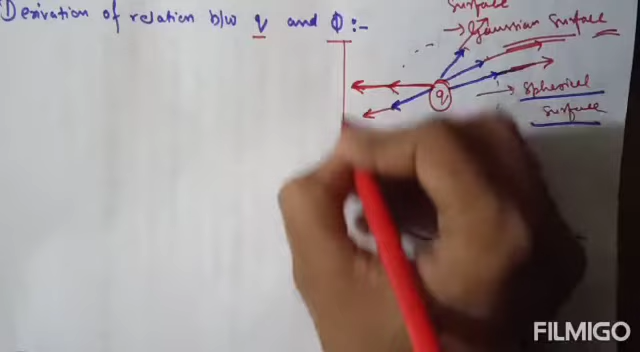 Surface
Derivation of relation b/w q and Φ:-
→ Gaussian Surface
q
→ spherical
surface
FILMIGO